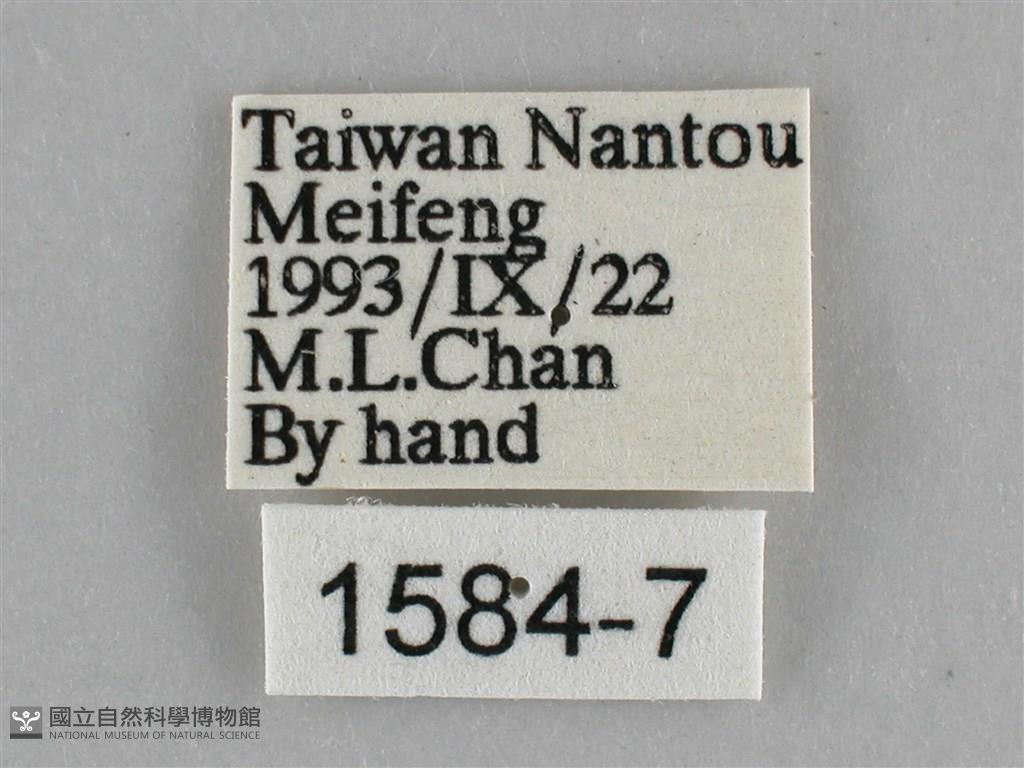 Taiwan Nantou
Meifeng
1993/IX/22
M.L.Chan
By hand
1584-7
國立自然科學博物館
NATIONAL MUSEUM OF NATURAL SCIENCE